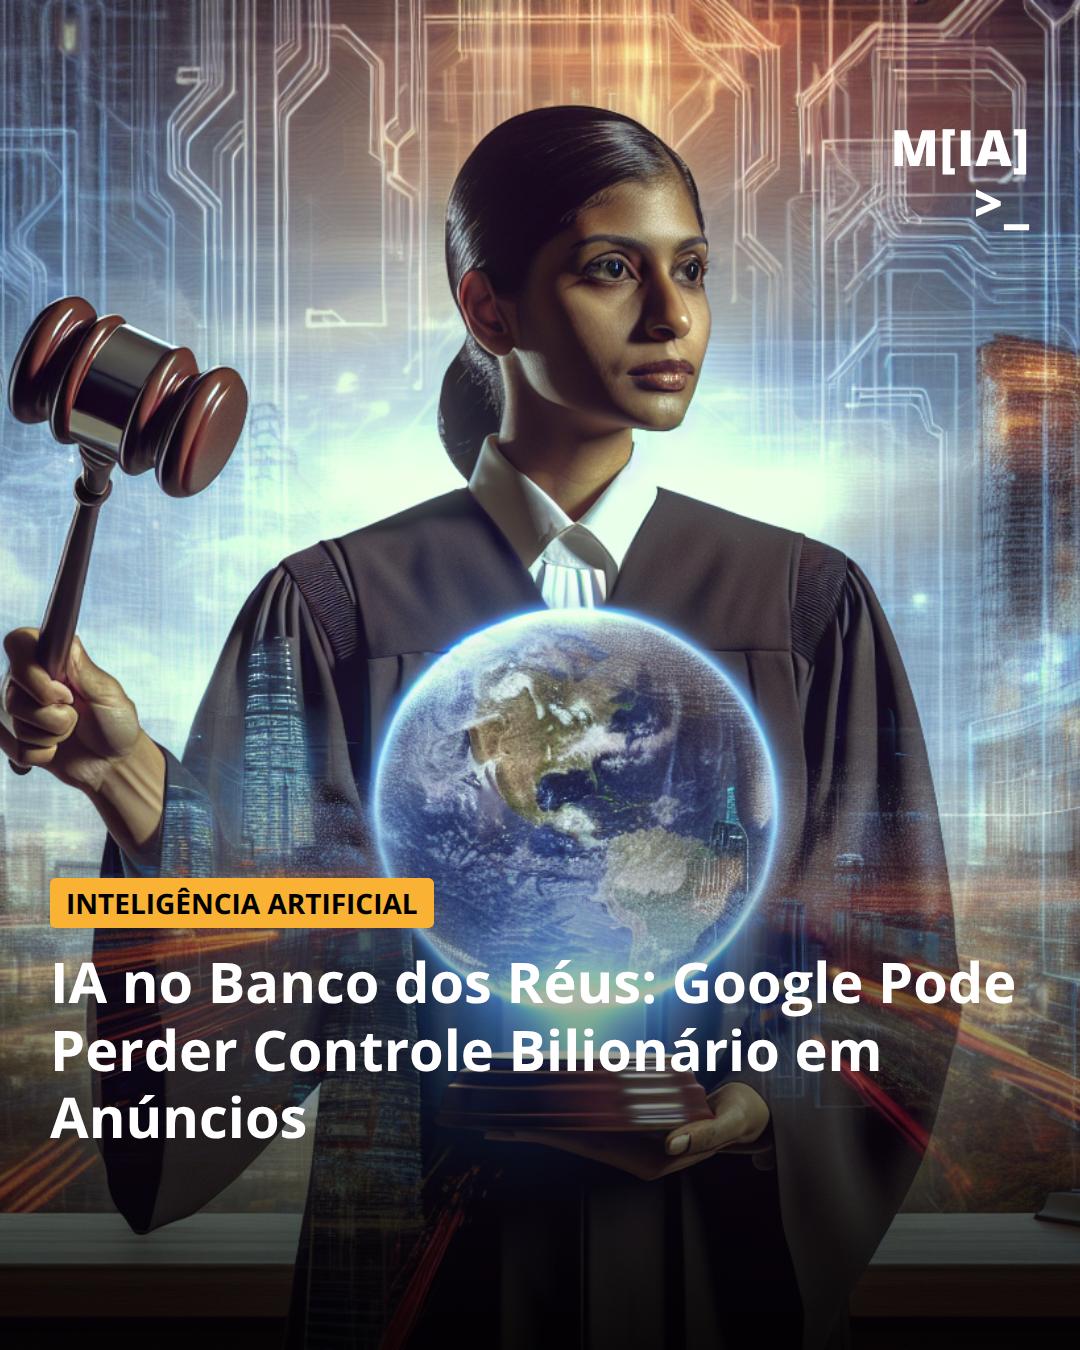 M[IA]
>_
INTELIGÊNCIA ARTIFICIAL
IA no Banco dos Réus: Google Pode
Perder Controle Bilionário em
Anúncios